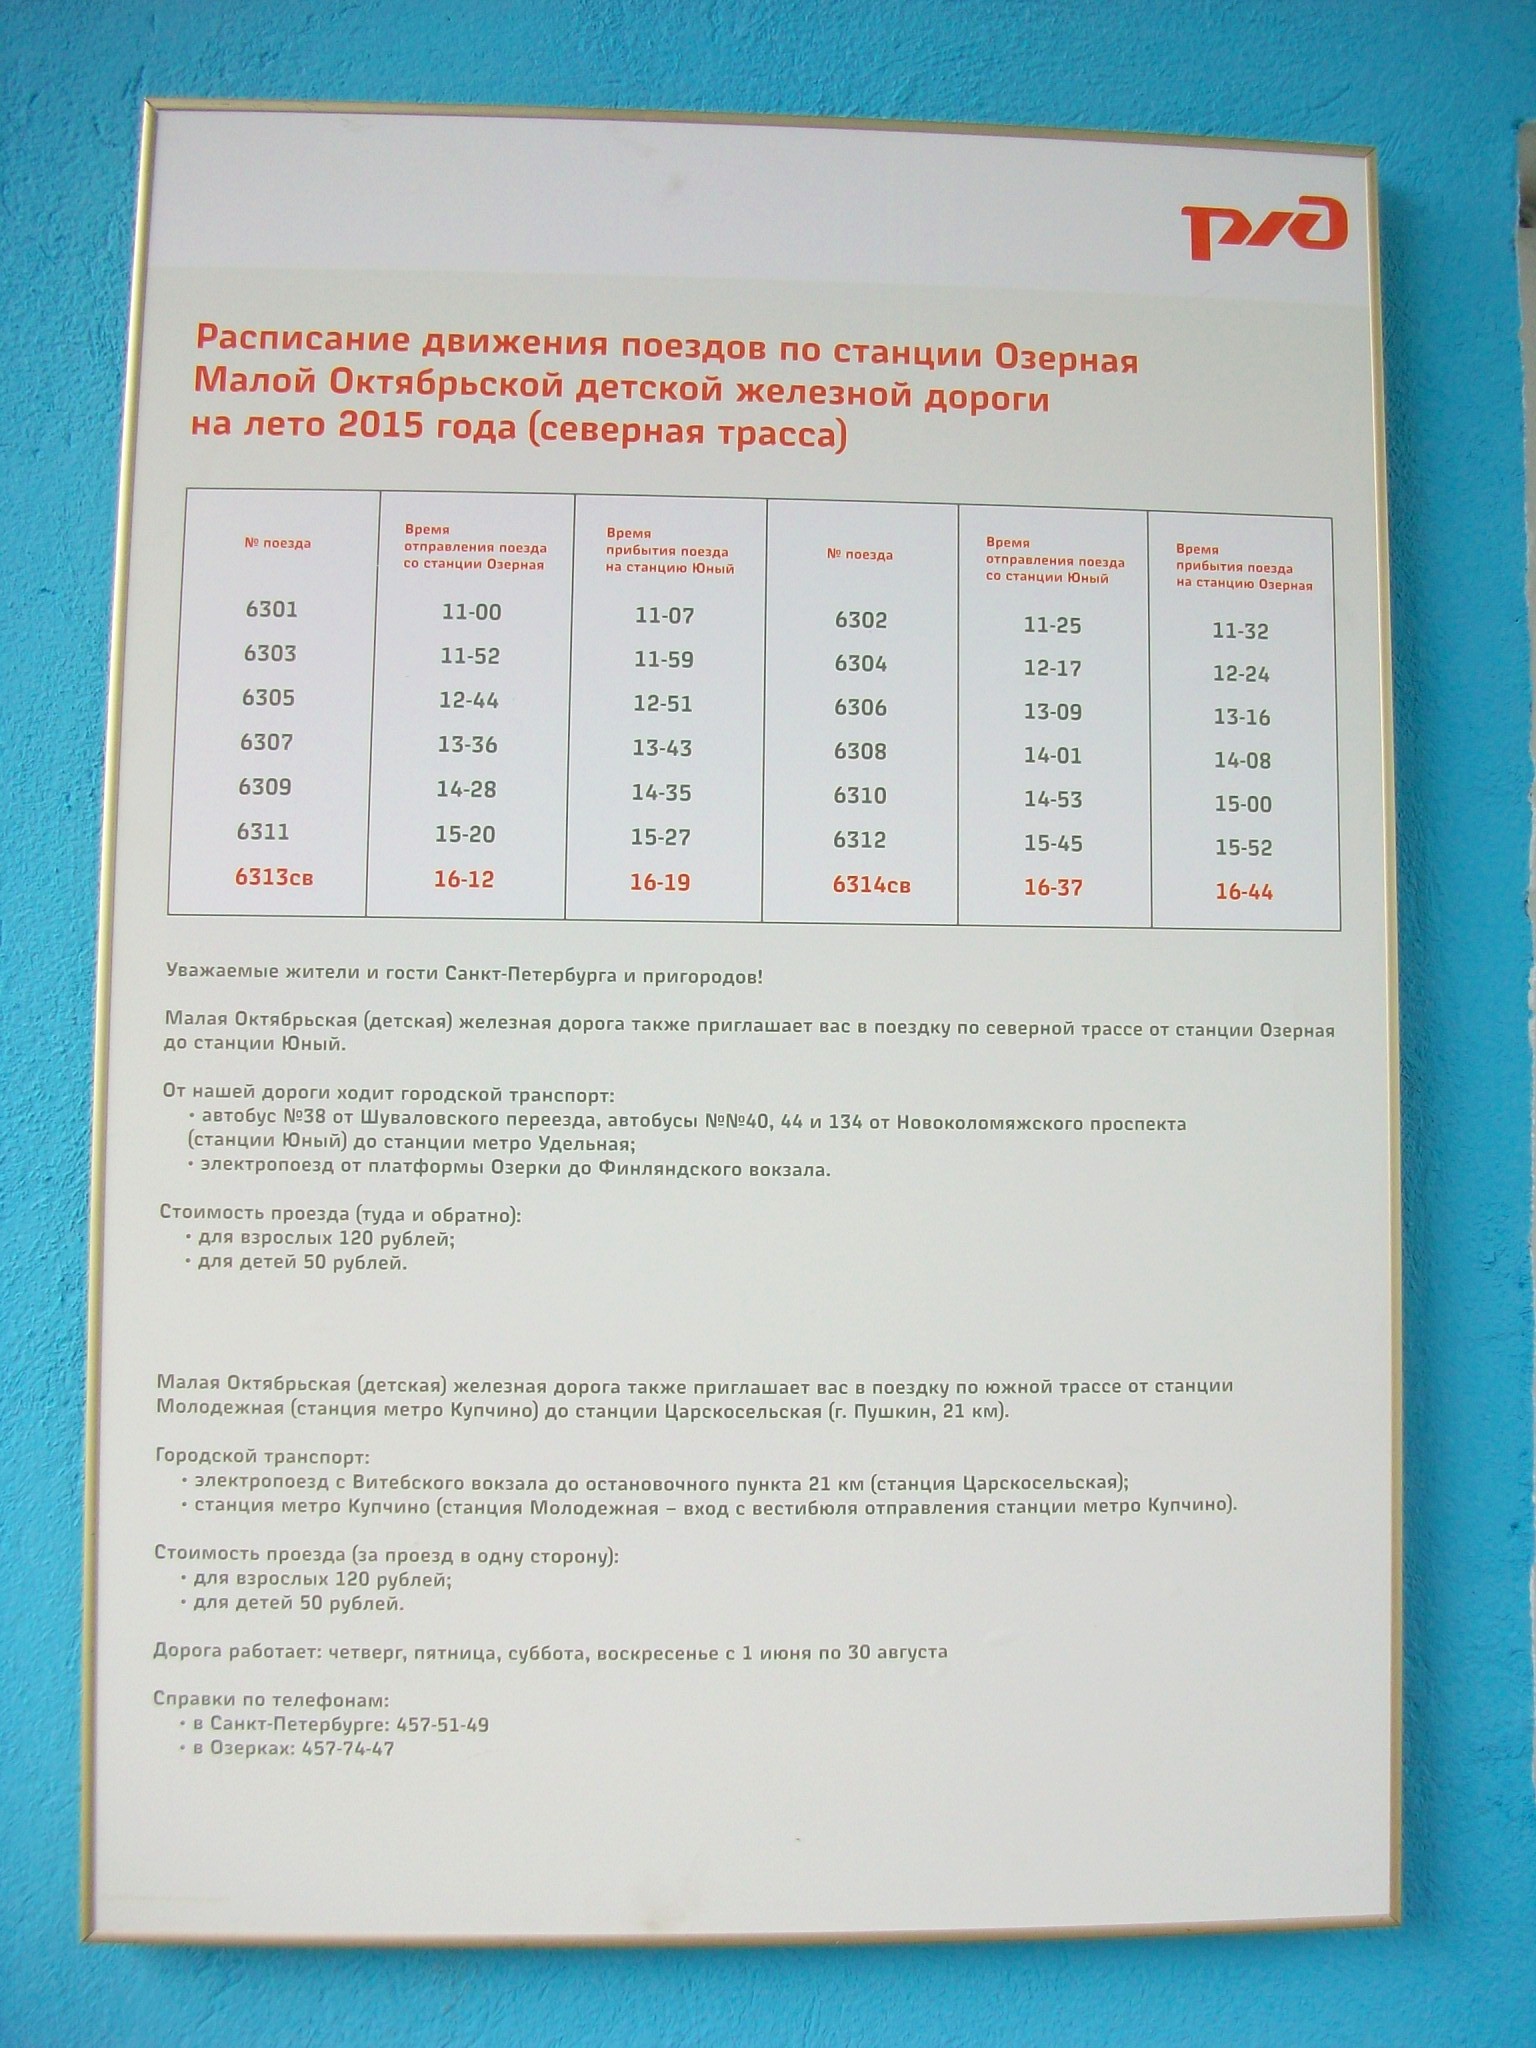 РЖД
Расписание движения поездов по станции Озерная
Малой Октябрьской детской железной дороги
на лето 2015 года (северная трасса)
№ поезда | Время отправления поезда со станции Озерная | Время прибытия поезда на станцию Юный | № поезда | Время отправления поезда со станции Юный | Время прибытия поезда на станцию Озерная
6301 11-00 11-07 6302 11-25 11-32
6303 11-52 11-59 6304 12-17 12-24
6305 12-44 12-51 6306 13-09 13-16
6307 13-36 13-43 6308 14-01 14-08
6309 14-28 14-35 6310 14-53 15-00
6311 15-20 15-27 6312 15-45 15-52
6313св 16-12 16-19 6314св 16-37 16-44
Уважаемые жители и гости Санкт-Петербурга и пригородов!
Малая Октябрьская (детская) железная дорога также приглашает вас в поездку по северной трассе от станции Озерная
до станции Юный.
От нашей дороги ходит городской транспорт:
• автобус №38 от Шуваловского переезда, автобусы №№40, 44 и 134 от Новоколомяжского проспекта
(станции Юный) до станции метро Удельная;
• электропоезд от платформы Озерки до Финляндского вокзала.
Стоимость проезда (туда и обратно):
• для взрослых 120 рублей;
• для детей 50 рублей.
Малая Октябрьская (детская) железная дорога также приглашает вас в поездку по южной трассе от станции
Молодежная (станция метро Купчино) до станции Царскосельская (г. Пушкин, 21 км).
Городской транспорт:
• электропоезд с Витебского вокзала до остановочного пункта 21 км (станция Царскосельская);
• станция метро Купчино (станция Молодежная – вход с вестибюля отправления станции метро Купчино).
Стоимость проезда (за проезд в одну сторону):
• для взрослых 120 рублей;
• для детей 50 рублей.
Дорога работает: четверг, пятница, суббота, воскресенье с 1 июня по 30 августа
Справки по телефонам:
• в Санкт-Петербурге: 457-51-49
• в Озерках: 457-74-47